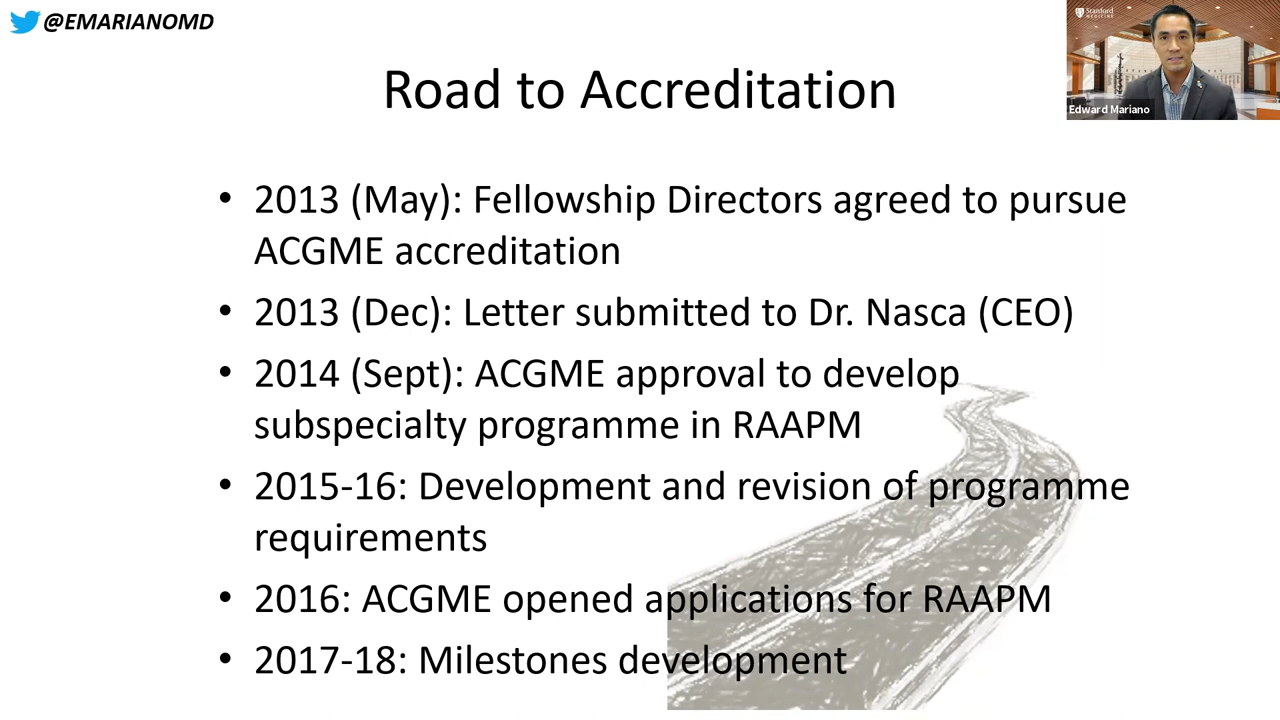 @EMARIANOMD
Stanford
MEDICINE
Edward Mariano
Road to Accreditation
• 2013 (May): Fellowship Directors agreed to pursue
ACGME accreditation
• 2013 (Dec): Letter submitted to Dr. Nasca (CEO)
• 2014 (Sept): ACGME approval to develop
subspecialty programme in RAAPM
• 2015-16: Development and revision of programme
requirements
• 2016: ACGME opened applications for RAAPM
• 2017-18: Milestones development